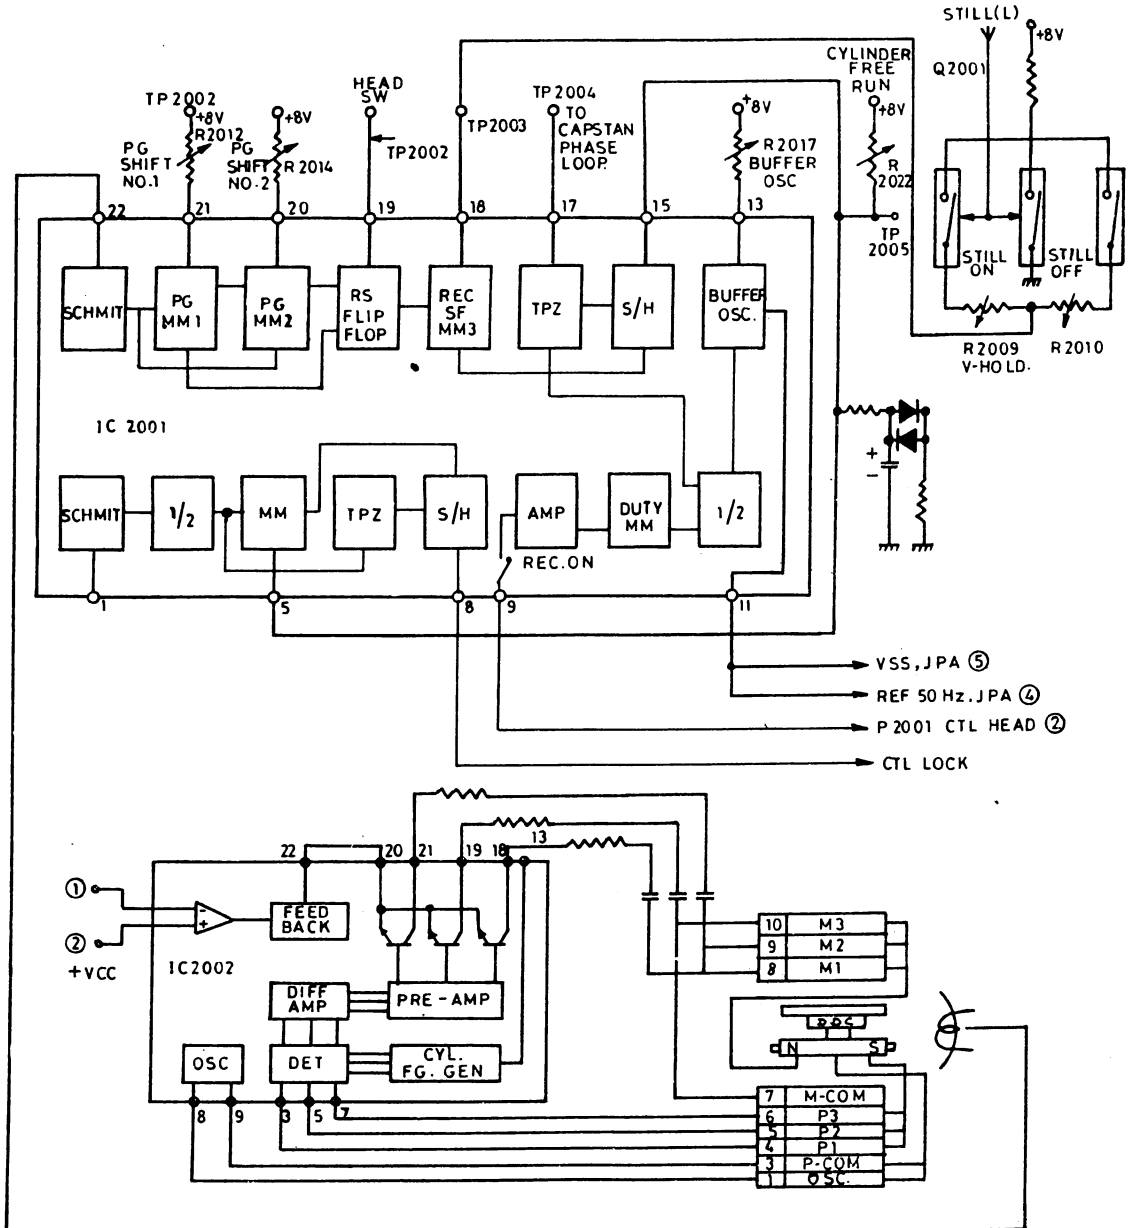 STILL(L)
+8V
Q2001
CYLINDER
FREE
RUN
+8V
R
2022
TP
2005
STILL
ON
STILL
OFF
R2009
V-HOLD.
R2010
TP2002
+8V
R2012
PG
SHIFT
NO.1
+8V
PG
SHIFT
NO.2
R2014
HEAD
SW
TP2002
TP2003
TP2004
TO
CAPSTAN
PHASE
LOOP.
+8V
R2017
BUFFER
OSC
22
21
20
19
18
17
15
13
SCHMIT
PG
MM1
PG
MM2
RS
FLIP
FLOP
REC
SF
MM3
TPZ
S/H
BUFFER
OSC.
IC 2001
+
-
SCHMIT
1/2
MM
TPZ
S/H
AMP
DUTY
MM
1/2
REC.ON
1
5
8
9
11
VSS,JPA ⑤
REF 50 Hz.JPA ④
P2001 CTL HEAD ②
CTL LOCK
22
20
21
19
18
13
①
②
+VCC
-
+
FEED
BACK
IC2002
DIFF
AMP
PRE-AMP
OSC
DET
CYL.
FG. GEN
8
9
3
5
7
10 M3
9 M2
8 M1
DDC
N S
7 M-COM
6 P3
5 P2
4 P1
3 P-COM
1 OSC.